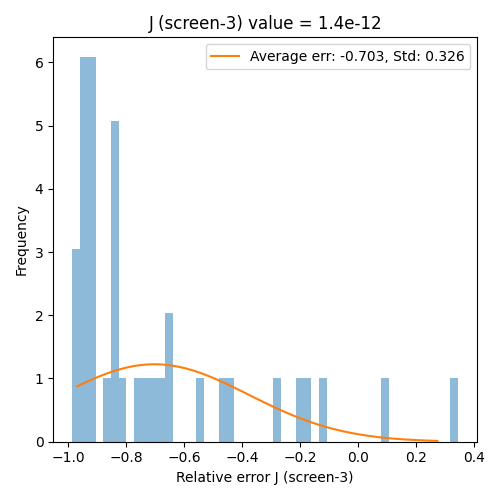 J (screen-3) value = 1.4e-12
Average err: -0.703, Std: 0.326
Frequency
6
5
4
3
2
1
0
−1.0 −0.8 −0.6 −0.4 −0.2 0.0 0.2 0.4
Relative error J (screen-3)